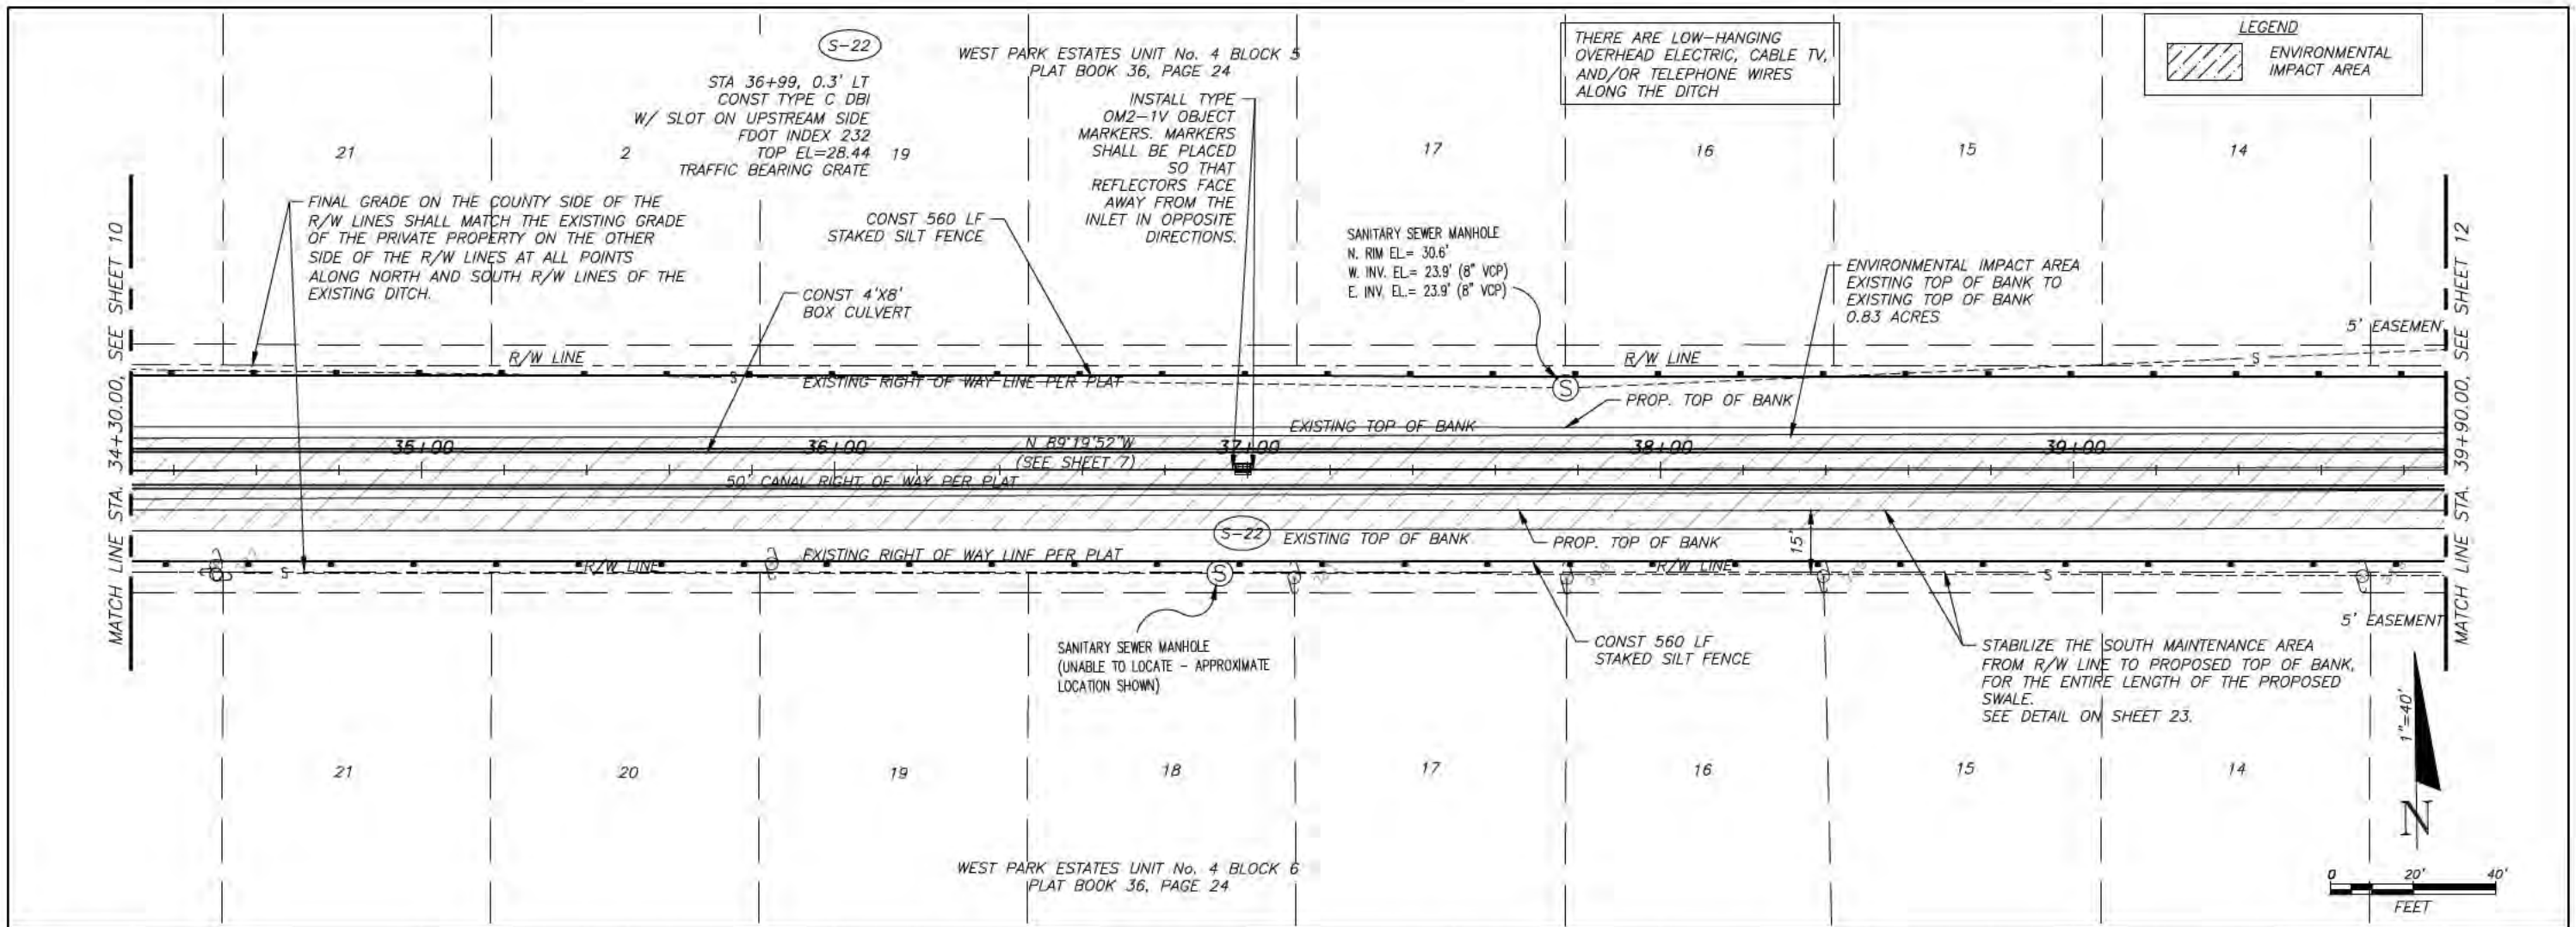 S-22
STA 36+99, 0.3' LT
CONST TYPE C DBI
W/ SLOT ON UPSTREAM SIDE
FDOT INDEX 232
TOP EL=28.44
TRAFFIC BEARING GRATE
WEST PARK ESTATES UNIT No. 4 BLOCK 5
PLAT BOOK 36, PAGE 24
INSTALL TYPE
OM2-1V OBJECT
MARKERS. MARKERS
SHALL BE PLACED
SO THAT
REFLECTORS FACE
AWAY FROM THE
INLET IN OPPOSITE
DIRECTIONS.
THERE ARE LOW-HANGING
OVERHEAD ELECTRIC, CABLE TV,
AND/OR TELEPHONE WIRES
ALONG THE DITCH
LEGEND
ENVIRONMENTAL
IMPACT AREA
21
2
19
17
16
15
14
FINAL GRADE ON THE COUNTY SIDE OF THE
R/W LINES SHALL MATCH THE EXISTING GRADE
OF THE PRIVATE PROPERTY ON THE OTHER
SIDE OF THE R/W LINES AT ALL POINTS
ALONG NORTH AND SOUTH R/W LINES OF THE
EXISTING DITCH.
CONST 560 LF
STAKED SILT FENCE
CONST 4'X8'
BOX CULVERT
SANITARY SEWER MANHOLE
N. RIM EL.= 30.6'
W. INV. EL.= 23.9' (8" VCP)
E. INV. EL.= 23.9' (8" VCP)
ENVIRONMENTAL IMPACT AREA
EXISTING TOP OF BANK TO
EXISTING TOP OF BANK
0.83 ACRES
5' EASEMEN
MATCH LINE STA. 34+30.00, SEE SHEET 10
MATCH LINE STA. 39+90.00, SEE SHEET 12
R/W LINE
R/W LINE
S
S
EXISTING RIGHT OF WAY LINE PER PLAT
S
PROP. TOP OF BANK
EXISTING TOP OF BANK
35+00
36+00
N 89°19'52"W
37+00
38+00
39+00
(SEE SHEET 7)
50' CANAL RIGHT OF WAY PER PLAT
S-22
EXISTING TOP OF BANK
PROP. TOP OF BANK
15'
EXISTING RIGHT OF WAY LINE PER PLAT
R/W LINE
R/W LINE
S
S
S
5' EASEMENT
SANITARY SEWER MANHOLE
(UNABLE TO LOCATE - APPROXIMATE
LOCATION SHOWN)
CONST 560 LF
STAKED SILT FENCE
STABILIZE THE SOUTH MAINTENANCE AREA
FROM R/W LINE TO PROPOSED TOP OF BANK,
FOR THE ENTIRE LENGTH OF THE PROPOSED
SWALE.
SEE DETAIL ON SHEET 23.
21
20
19
18
17
16
15
14
1"=40'
N
WEST PARK ESTATES UNIT No. 4 BLOCK 6
PLAT BOOK 36, PAGE 24
0 20' 40'
FEET